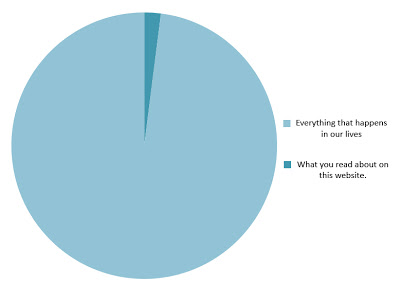 Everything that happens
in our lives
What you read about on
this website.